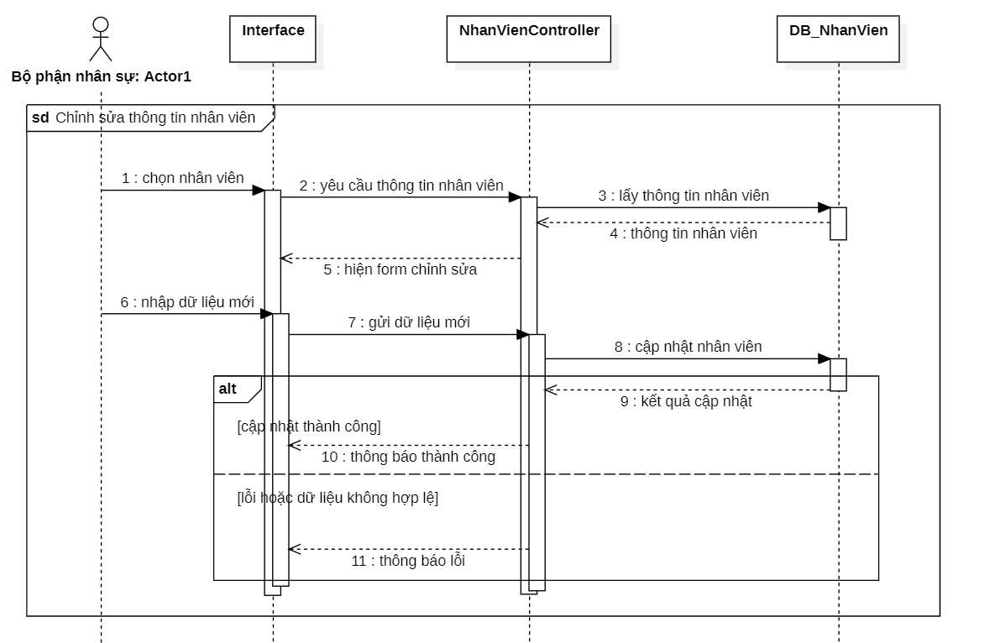 Interface
NhanVienController
DB_NhanVien
Bộ phận nhân sự: Actor1
sd Chỉnh sửa thông tin nhân viên
1 : chọn nhân viên
2 : yêu cầu thông tin nhân viên
3 : lấy thông tin nhân viên
4 : thông tin nhân viên
5 : hiện form chỉnh sửa
6 : nhập dữ liệu mới
7 : gửi dữ liệu mới
8 : cập nhật nhân viên
alt
9 : kết quả cập nhật
[cập nhật thành công]
10 : thông báo thành công
[lỗi hoặc dữ liệu không hợp lệ]
11 : thông báo lỗi